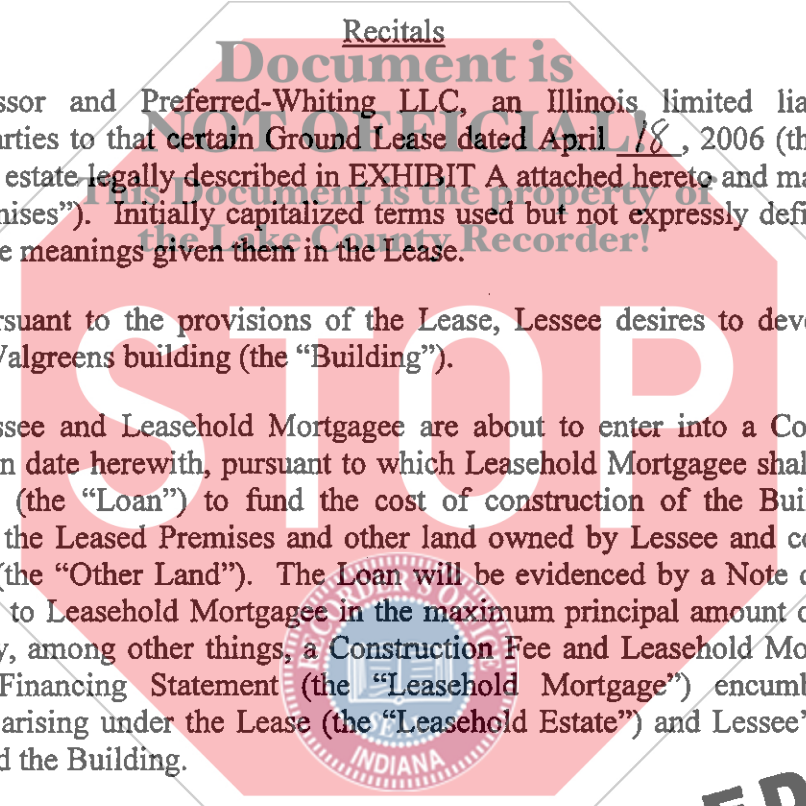 Recitals
Document is
ssor and Preferred-Whiting LLC, an Illinois limited lia
NOT OFFICIAL!
arties to that certain Ground Lease dated April 18, 2006 (th
estate legally described in EXHIBIT A attached hereto and ma
This Document is the property of
nises”). Initially capitalized terms used but not expressly defi
the Lake County Recorder!
e meanings given them in the Lease.
rsuant to the provisions of the Lease, Lessee desires to deve
Valgreens building (the “Building”).
STOP
ssee and Leasehold Mortgagee are about to enter into a Co
n date herewith, pursuant to which Leasehold Mortgagee shal
(the “Loan”) to fund the cost of construction of the Bui
the Leased Premises and other land owned by Lessee and c
(the “Other Land”). The Loan will be evidenced by a Note
to Leasehold Mortgagee in the maximum principal amount
y, among other things, a Construction Fee and Leasehold Mo
Financing Statement (the “Leasehold Mortgage”) encumb
arising under the Lease (the “Leasehold Estate”) and Lessee’
d the Building.
RECORDER'S OFFICE
SEAL
INDIANA